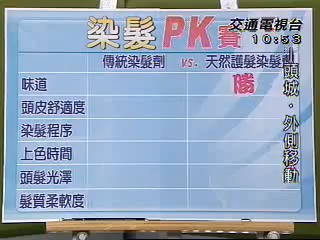 交通電視台
10:53
染髮PK賽
傳統染髮劑 vs. 天然護髮染髮劑
味道 勝
頭皮舒適度
染髮程序
上色時間
頭髮光澤
髮質柔軟度
頭城·外側移動